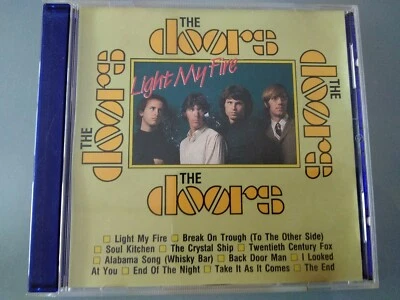 THE
doors
Light My Fire
THE
doors
THE
doors
THE
doors
□ Light My Fire □ Break On Trough (To The Other Side)
□ Soul Kitchen □ The Crystal Ship □ Twentieth Century Fox
□ Alabama Song (Whisky Bar) □ Back Door Man □ I Looked
At You □ End Of The Night □ Take It As It Comes □ The End